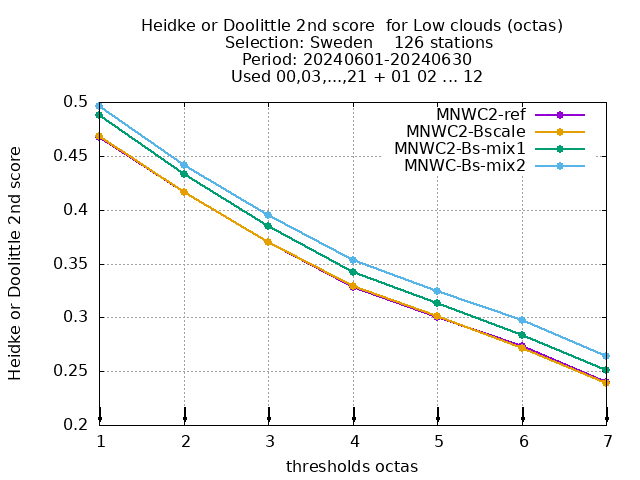 Heidke or Doolittle 2nd score  for Low clouds (octas)
Selection: Sweden    126 stations
Period: 20240601-20240630
Used 00,03,...,21 + 01 02 ... 12
MNWC2-ref
MNWC2-Bscale
MNWC2-Bs-mix1
MNWC-Bs-mix2
Heidke or Doolittle 2nd score
0.5
0.45
0.4
0.35
0.3
0.25
0.2
1 2 3 4 5 6 7
thresholds octas